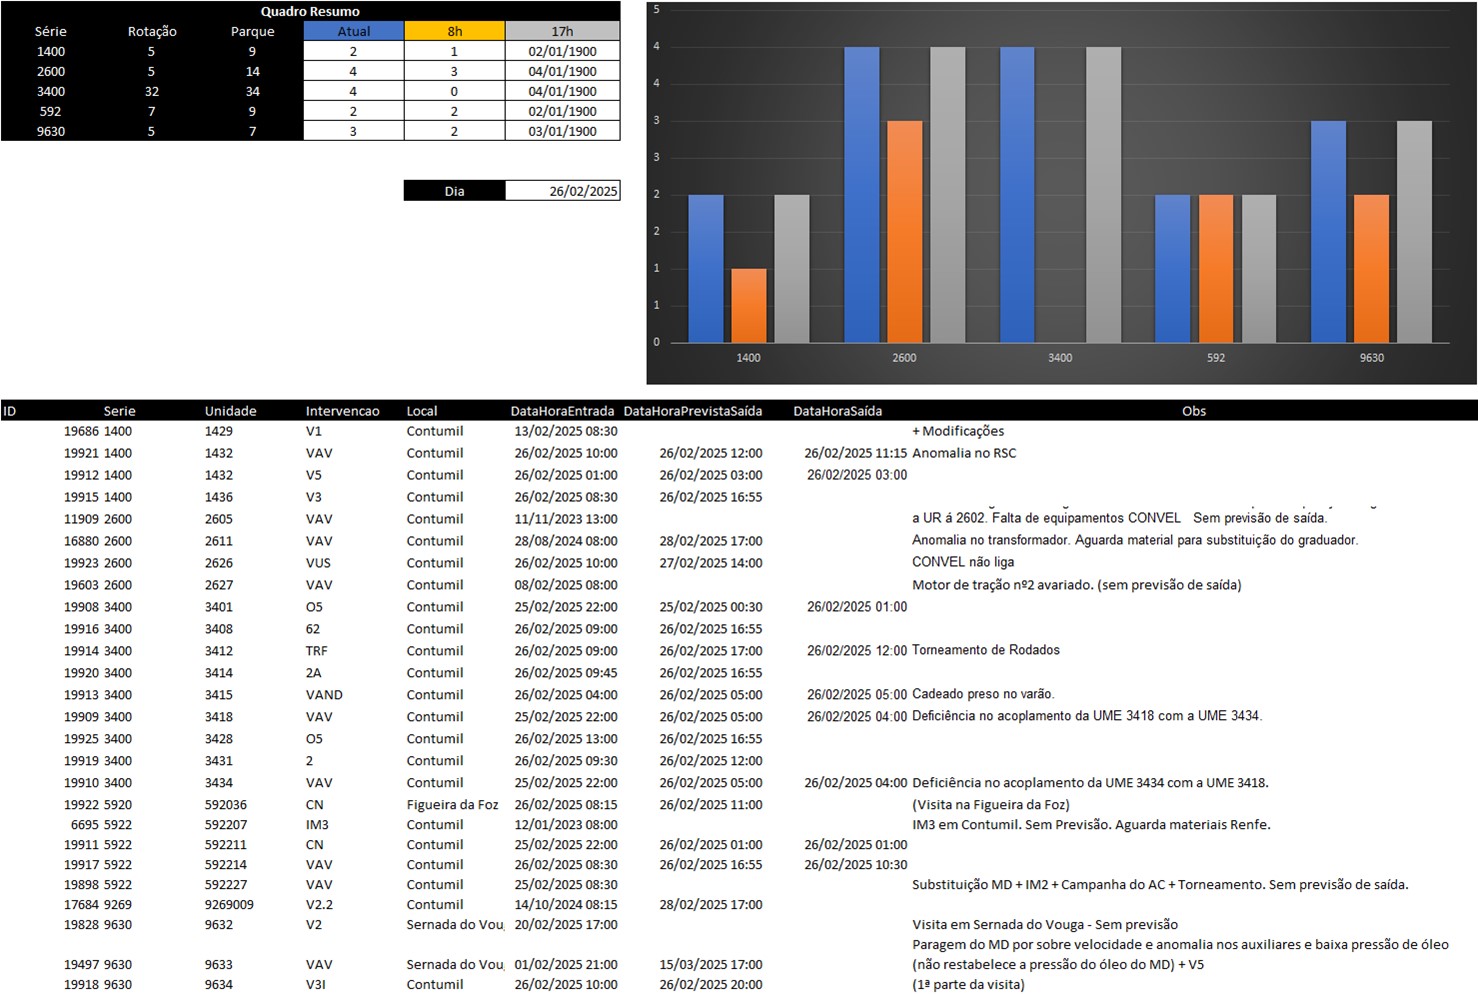 Quadro Resumo
Série Rotação Parque Atual 8h 17h
1400 5 9 2 1 02/01/1900
2600 5 14 4 3 04/01/1900
3400 32 34 4 0 04/01/1900
592 7 9 2 2 02/01/1900
9630 5 7 3 2 03/01/1900
Dia 26/02/2025
5
4
4
3
3
2
2
1
1
0
1400 2600 3400 592 9630
ID Serie Unidade Intervencao Local DataHoraEntrada DataHoraPrevistaSaída DataHoraSaída Obs
19686 1400 1429 V1 Contumil 13/02/2025 08:30 + Modificações
19921 1400 1432 VAV Contumil 26/02/2025 10:00 26/02/2025 12:00 26/02/2025 11:15 Anomalia no RSC
19912 1400 1432 V5 Contumil 26/02/2025 01:00 26/02/2025 03:00 26/02/2025 03:00
19915 1400 1436 V3 Contumil 26/02/2025 08:30 26/02/2025 16:55
11909 2600 2605 VAV Contumil 11/11/2023 13:00 a UR á 2602. Falta de equipamentos CONVEL Sem previsão de saída.
16880 2600 2611 VAV Contumil 28/08/2024 08:00 28/02/2025 17:00 Anomalia no transformador. Aguarda material para substituição do graduador.
19923 2600 2626 VUS Contumil 26/02/2025 10:00 27/02/2025 14:00 CONVEL não liga
19603 2600 2627 VAV Contumil 08/02/2025 08:00 Motor de tração nº2 avariado. (sem previsão de saída)
19908 3400 3401 O5 Contumil 25/02/2025 22:00 25/02/2025 00:30 26/02/2025 01:00
19916 3400 3408 62 Contumil 26/02/2025 09:00 26/02/2025 16:55
19914 3400 3412 TRF Contumil 26/02/2025 09:00 26/02/2025 17:00 26/02/2025 12:00 Torneamento de Rodados
19920 3400 3414 2A Contumil 26/02/2025 09:45 26/02/2025 16:55
19913 3400 3415 VAND Contumil 26/02/2025 04:00 26/02/2025 05:00 26/02/2025 05:00 Cadeado preso no varão.
19909 3400 3418 VAV Contumil 25/02/2025 22:00 26/02/2025 05:00 26/02/2025 04:00 Deficiência no acoplamento da UME 3418 com a UME 3434.
19925 3400 3428 O5 Contumil 26/02/2025 13:00 26/02/2025 16:55
19919 3400 3431 2 Contumil 26/02/2025 09:30 26/02/2025 12:00
19910 3400 3434 VAV Contumil 25/02/2025 22:00 26/02/2025 05:00 26/02/2025 04:00 Deficiência no acoplamento da UME 3434 com a UME 3418.
19922 5920 592036 CN Figueira da Foz 26/02/2025 08:15 26/02/2025 11:00 (Visita na Figueira da Foz)
6695 5922 592207 IM3 Contumil 12/01/2023 08:00 IM3 em Contumil. Sem Previsão. Aguarda materiais Renfe.
19911 5922 592211 CN Contumil 25/02/2025 22:00 26/02/2025 01:00 26/02/2025 01:00
19917 5922 592214 VAV Contumil 26/02/2025 08:30 26/02/2025 16:55 26/02/2025 10:30
19898 5922 592227 VAV Contumil 25/02/2025 08:30 Substituição MD + IM2 + Campanha do AC + Torneamento. Sem previsão de saída.
17684 9269 9269009 V2.2 Contumil 14/10/2024 08:15 28/02/2025 17:00
19828 9630 9632 V2 Sernada do Voug 20/02/2025 17:00 Visita em Sernada do Vouga - Sem previsão
Paragem do MD por sobre velocidade e anomalia nos auxiliares e baixa pressão de óleo
19497 9630 9633 VAV Sernada do Voug 01/02/2025 21:00 15/03/2025 17:00 (não restabelece a pressão do óleo do MD) + V5
19918 9630 9634 V3I Contumil 26/02/2025 10:00 26/02/2025 20:00 (1ª parte da visita)